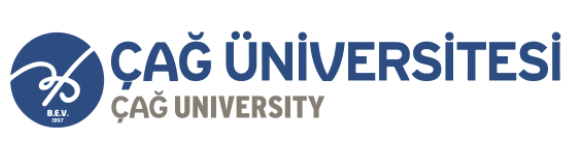 ÇAĞ ÜNİVERSİTESİ
ÇAĞ UNIVERSITY
B.E.V.
1997